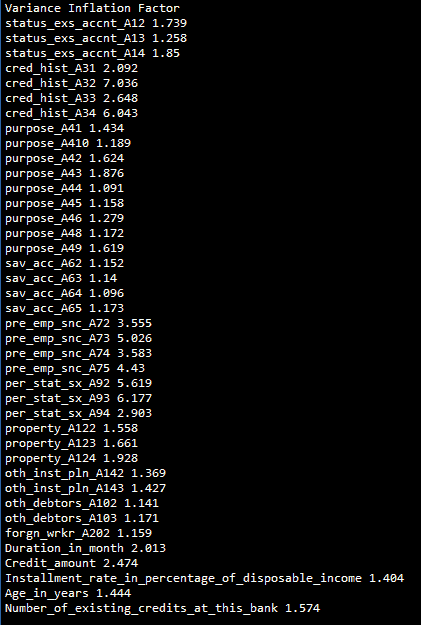 Variance Inflation Factor
status_exs_accnt_A12 1.739
status_exs_accnt_A13 1.258
status_exs_accnt_A14 1.85
cred_hist_A31 2.092
cred_hist_A32 7.036
cred_hist_A33 2.648
cred_hist_A34 6.043
purpose_A41 1.434
purpose_A410 1.189
purpose_A42 1.624
purpose_A43 1.876
purpose_A44 1.091
purpose_A45 1.158
purpose_A46 1.279
purpose_A48 1.172
purpose_A49 1.619
sav_acc_A62 1.152
sav_acc_A63 1.14
sav_acc_A64 1.096
sav_acc_A65 1.173
pre_emp_snc_A72 3.555
pre_emp_snc_A73 5.026
pre_emp_snc_A74 3.583
pre_emp_snc_A75 4.43
per_stat_sx_A92 5.619
per_stat_sx_A93 6.177
per_stat_sx_A94 2.903
property_A122 1.558
property_A123 1.661
property_A124 1.928
oth_inst_pln_A142 1.369
oth_inst_pln_A143 1.427
oth_debtors_A102 1.141
oth_debtors_A103 1.171
forgn_wrkr_A202 1.159
Duration_in_month 2.013
Credit_amount 2.474
Installment_rate_in_percentage_of_disposable_income 1.404
Age_in_years 1.444
Number_of_existing_credits_at_this_bank 1.574